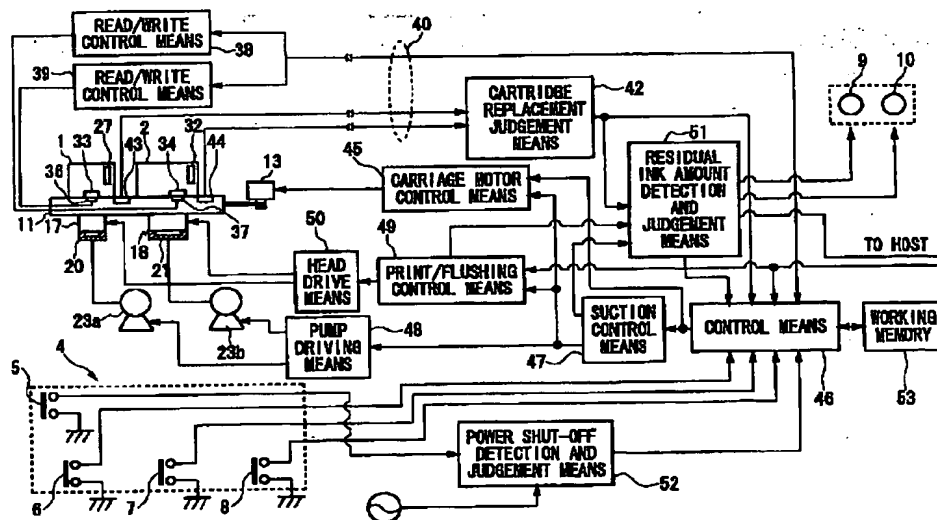 READ/WRITE
CONTROL MEANS
38
39
READ/WRITE
CONTROL MEANS
40
9
10
CARTRIDGE
REPLACEMENT
JUDGEMENT
MEANS
42
51
RESIDUAL
INK AMOUNT
DETECTION
AND
JUDGEMENT
MEANS
1
33
27
43
2
34
32
44
13
36
37
11
17
18
20
21
45
CARRIAGE MOTOR
CONTROL MEANS
50
HEAD
DRIVE
MEANS
49
PRINT/FLUSHING
CONTROL MEANS
TO HOST
23a
23b
PUMP
DRIVING
MEANS
48
SUCTION
CONTROL
MEANS
47
CONTROL MEANS
46
WORKING
MEMORY
53
4
5
6
7
8
POWER SHUT-OFF
DETECTION AND
JUDGEMENT MEANS
52